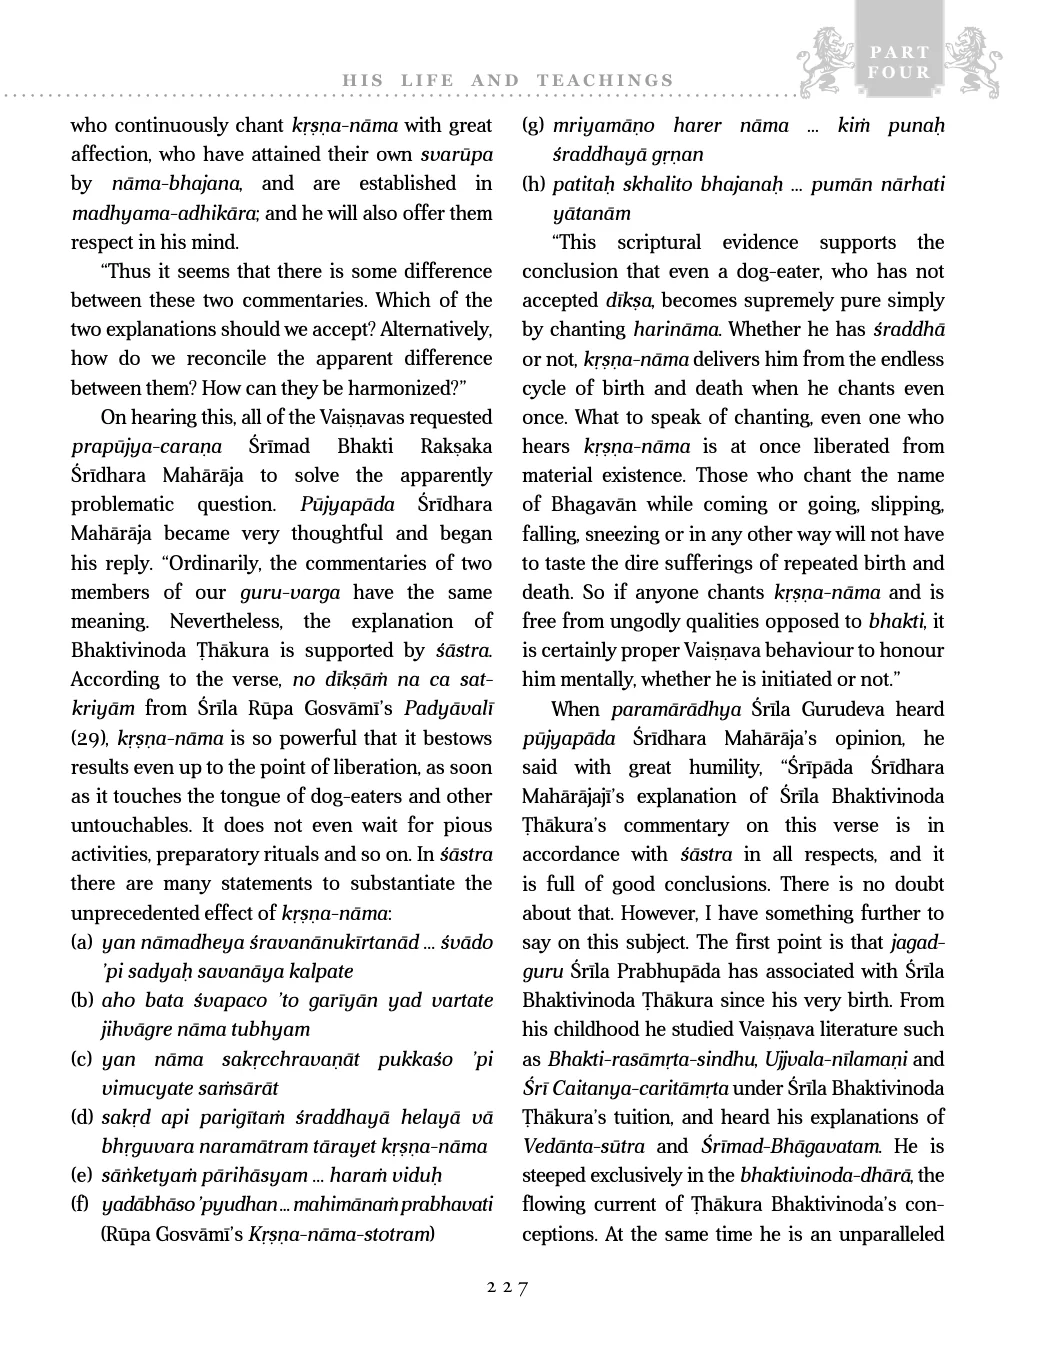 PART
FOUR
HIS LIFE AND TEACHINGS
who continuously chant kṛṣṇa-nāma with great
affection, who have attained their own svarūpa
by nāma-bhajana, and are established in
madhyama-adhikāra; and he will also offer them
respect in his mind.
“Thus it seems that there is some difference
between these two commentaries. Which of the
two explanations should we accept? Alternatively,
how do we reconcile the apparent difference
between them? How can they be harmonized?”
On hearing this, all of the Vaiṣṇavas requested
prapūjya-caraṇa Śrīmad Bhakti Rakṣaka
Śrīdhara Mahārāja to solve the apparently
problematic question. Pūjyapāda Śrīdhara
Mahārāja became very thoughtful and began
his reply. “Ordinarily, the commentaries of two
members of our guru-varga have the same
meaning. Nevertheless, the explanation of
Bhaktivinoda Ṭhākura is supported by śāstra.
According to the verse, no dīkṣāṁ na ca sat-
kriyām from Śrīla Rūpa Gosvāmī’s Padyāvalī
(29), kṛṣṇa-nāma is so powerful that it bestows
results even up to the point of liberation, as soon
as it touches the tongue of dog-eaters and other
untouchables. It does not even wait for pious
activities, preparatory rituals and so on. In śāstra
there are many statements to substantiate the
unprecedented effect of kṛṣṇa-nāma:
(a) yan nāmadheya śravanānukīrtanād ... śvādo
’pi sadyaḥ savanāya kalpate
(b) aho bata śvapaco ’to garīyān yad vartate
jihvāgre nāma tubhyam
(c) yan nāma sakṛcchravaṇāt pukkaśo ’pi
vimucyate saṁsārāt
(d) sakṛd api parigītaṁ śraddhayā helayā vā
bhṛguvara naramātram tārayet kṛṣṇa-nāma
(e) sāṅketyaṁ pārihāsyam ... haraṁ viduḥ
(f) yadābhāso ’pyudhan ... mahimānaṁ prabhavati
(Rūpa Gosvāmī’s Kṛṣṇa-nāma-stotram)
(g) mriyamāṇo harer nāma ... kiṁ punaḥ
śraddhayā gṛṇan
(h) patitaḥ skhalito bhajanaḥ ... pumān nārhati
yātanām
“This scriptural evidence supports the
conclusion that even a dog-eater, who has not
accepted dīkṣa, becomes supremely pure simply
by chanting harināma. Whether he has śraddhā
or not, kṛṣṇa-nāma delivers him from the endless
cycle of birth and death when he chants even
once. What to speak of chanting, even one who
hears kṛṣṇa-nāma is at once liberated from
material existence. Those who chant the name
of Bhagavān while coming or going, slipping,
falling, sneezing or in any other way will not have
to taste the dire sufferings of repeated birth and
death. So if anyone chants kṛṣṇa-nāma and is
free from ungodly qualities opposed to bhakti, it
is certainly proper Vaiṣṇava behaviour to honour
him mentally, whether he is initiated or not.”
When paramārādhya Śrīla Gurudeva heard
pūjyapāda Śrīdhara Mahārāja’s opinion, he
said with great humility, “Śrīpāda Śrīdhara
Mahārājajī’s explanation of Śrīla Bhaktivinoda
Ṭhākura’s commentary on this verse is in
accordance with śāstra in all respects, and it
is full of good conclusions. There is no doubt
about that. However, I have something further to
say on this subject. The first point is that jagad-
guru Śrīla Prabhupāda has associated with Śrīla
Bhaktivinoda Ṭhākura since his very birth. From
his childhood he studied Vaiṣṇava literature such
as Bhakti-rasāmṛta-sindhu, Ujjvala-nīlamaṇi and
Śrī Caitanya-caritāmṛta under Śrīla Bhaktivinoda
Ṭhākura’s tuition, and heard his explanations of
Vedānta-sūtra and Śrīmad-Bhāgavatam. He is
steeped exclusively in the bhaktivinoda-dhārā, the
flowing current of Ṭhākura Bhaktivinoda’s con-
ceptions. At the same time he is an unparalleled
227